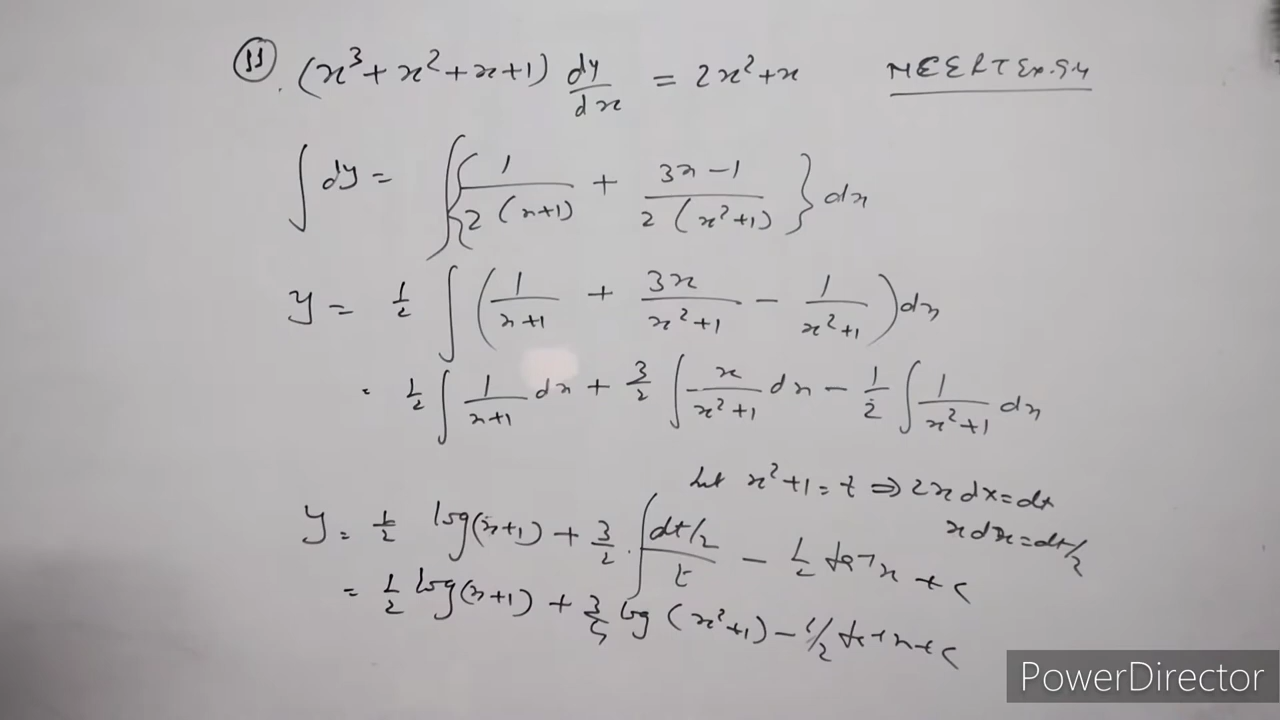 11. (x³+x²+x+1) dy/dx = 2x²+x NCERT Ex. 9.4
∫dy = ∫{1/2(x+1) + 3x-1/2(x²+1)} dx
y = 1/2 ∫(1/x+1 + 3x/x²+1 - 1/x²+1) dx
= 1/2 ∫ 1/x+1 dx + 3/2 ∫ x/x²+1 dx - 1/2 ∫ 1/x²+1 dx
Let x²+1 = t ⇒ 2x dx = dt
x dx = dt/2
y = 1/2 log(x+1) + 3/2 . ∫ dt/2/t - 1/2 tan⁻¹x + c
= 1/2 log(x+1) + log(x²+1) - 1/2 tan⁻¹x + c
PowerDirector